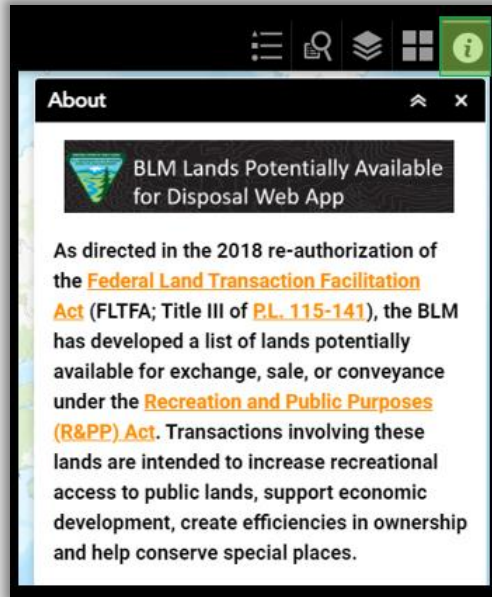 About
BLM Lands Potentially Available
for Disposal Web App
As directed in the 2018 re-authorization of
the Federal Land Transaction Facilitation
Act (FLTFA; Title III of P.L. 115-141), the BLM
has developed a list of lands potentially
available for exchange, sale, or conveyance
under the Recreation and Public Purposes
(R&PP) Act. Transactions involving these
lands are intended to increase recreational
access to public lands, support economic
development, create efficiencies in ownership
and help conserve special places.